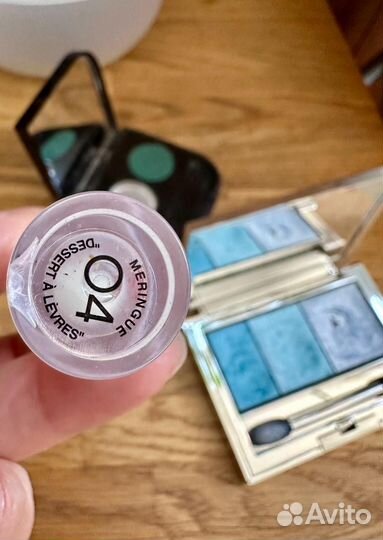 MERINGUE
04
"DESSERT À LÈVRES"
Avito